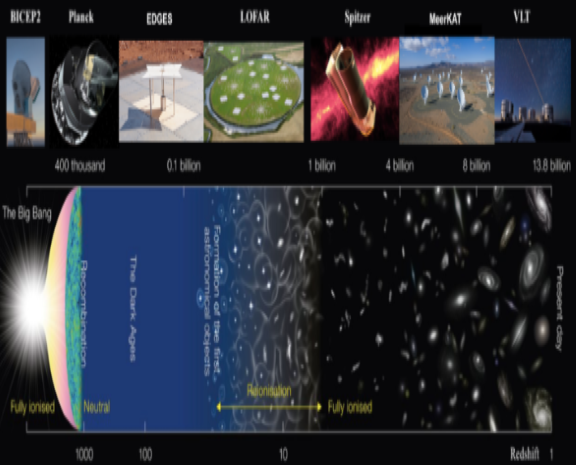 BICEP2 Planck EDGES LOFAR Spitzer MeerKAT VLT
400 thousand 0.1 billion 1 billion 4 billion 8 billion 13.8 billion
The Big Bang
Recombination
The Dark Ages
Formation of the first
astronomical objects
Present day
Reionisation
Fully ionised Neutral Fully ionised
1000 100 10 Redshift 1